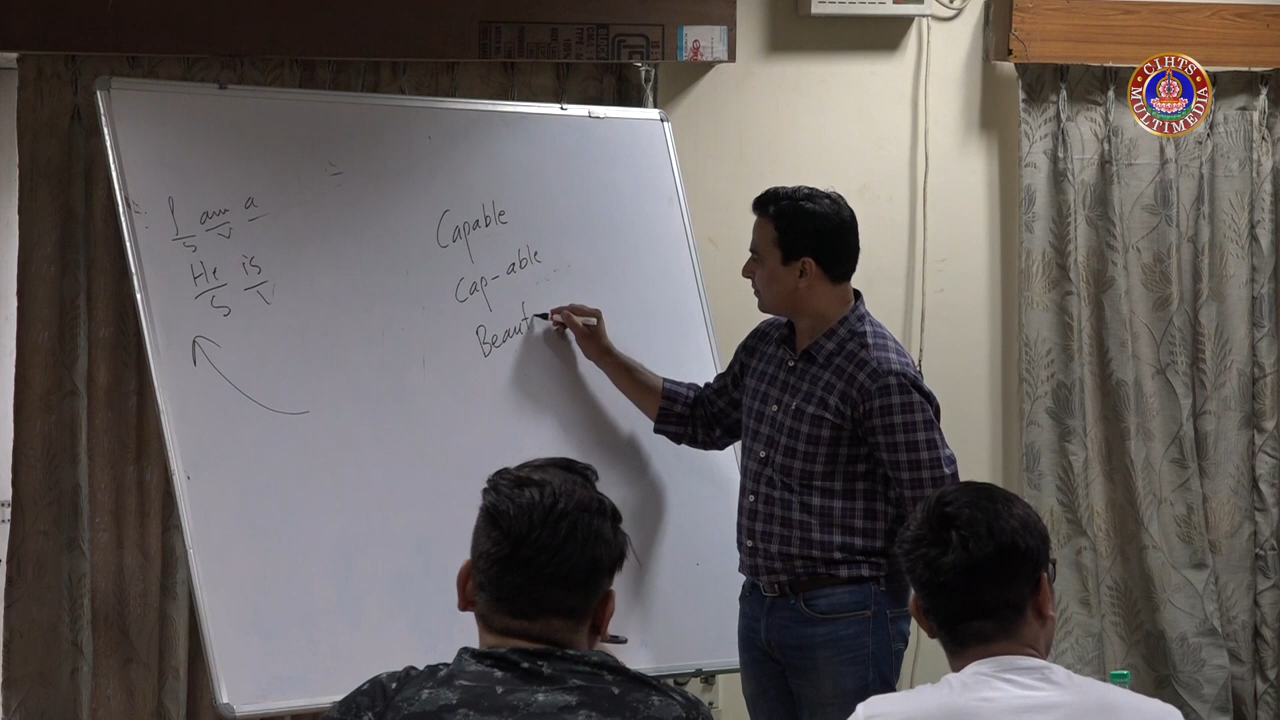 I am a
S V
He is
S V
Capable
Cap-able
Beaut
CIHTS
MULTIMEDIA